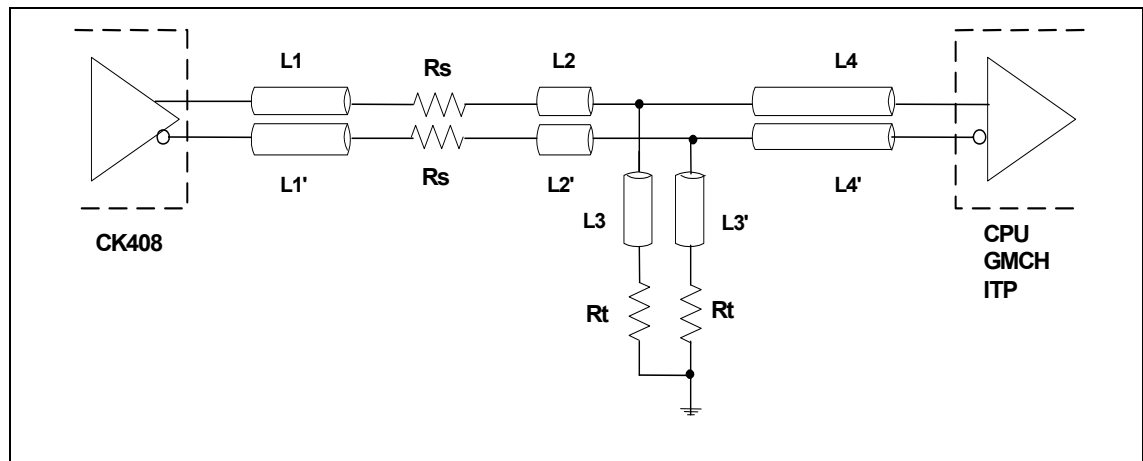 L1
Rs
L2
L4
L1'
Rs
L2'
L4'
CK408
L3
L3'
CPU
GMCH
ITP
Rt
Rt